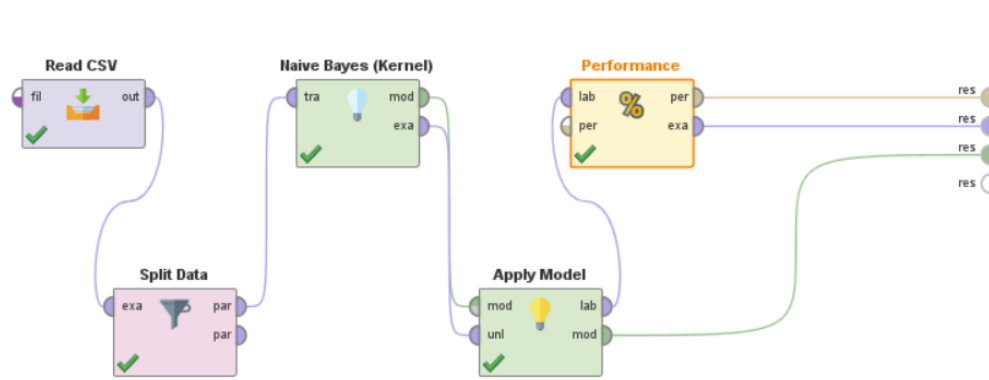 Read CSV
fil out
Naive Bayes (Kernel)
tra mod
exa
Performance
% 
lab per
per exa
res
res
res
res
Split Data
exa par
par
Apply Model
mod lab
unl mod